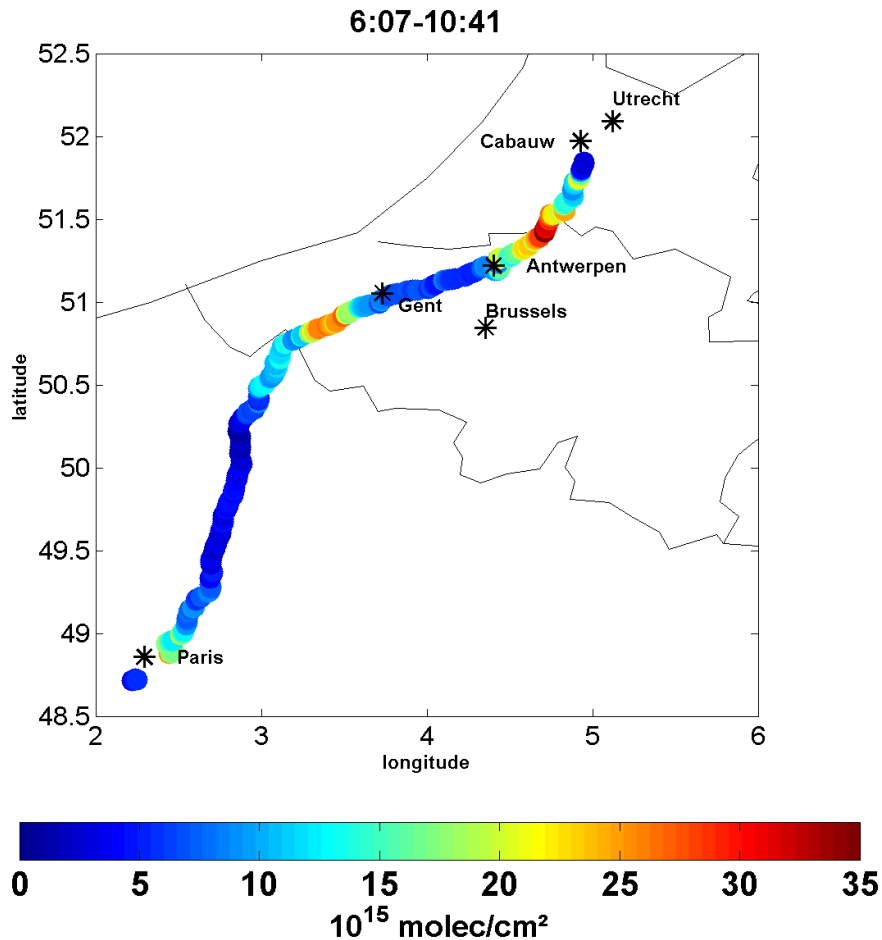 6:07-10:41
52.5
52
51.5
51
50.5
50
49.5
49
48.5
latitude
Utrecht
Cabauw
Antwerpen
Gent
Brussels
Paris
2 3 4 5 6
longitude
0 5 10 15 20 25 30 35
10¹⁵ molec/cm²